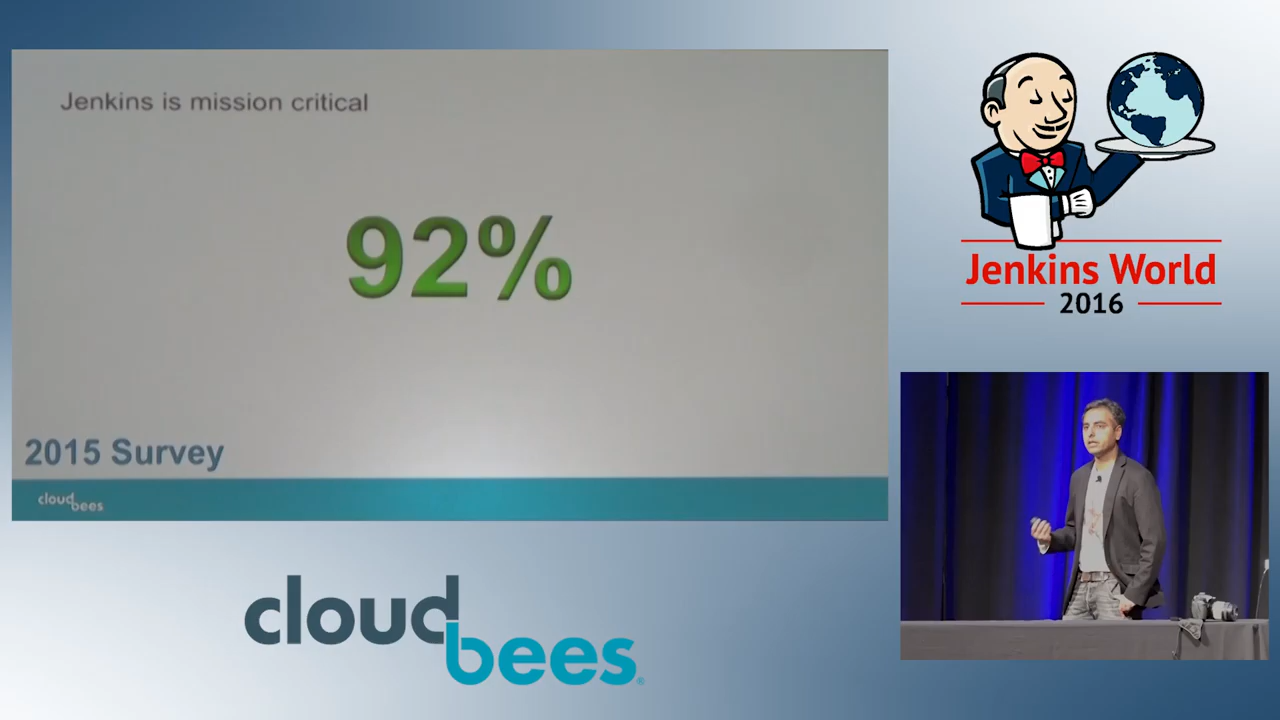 Jenkins is mission critical
92%
2015 Survey
cloudbees
Jenkins World
2016
cloudbees®